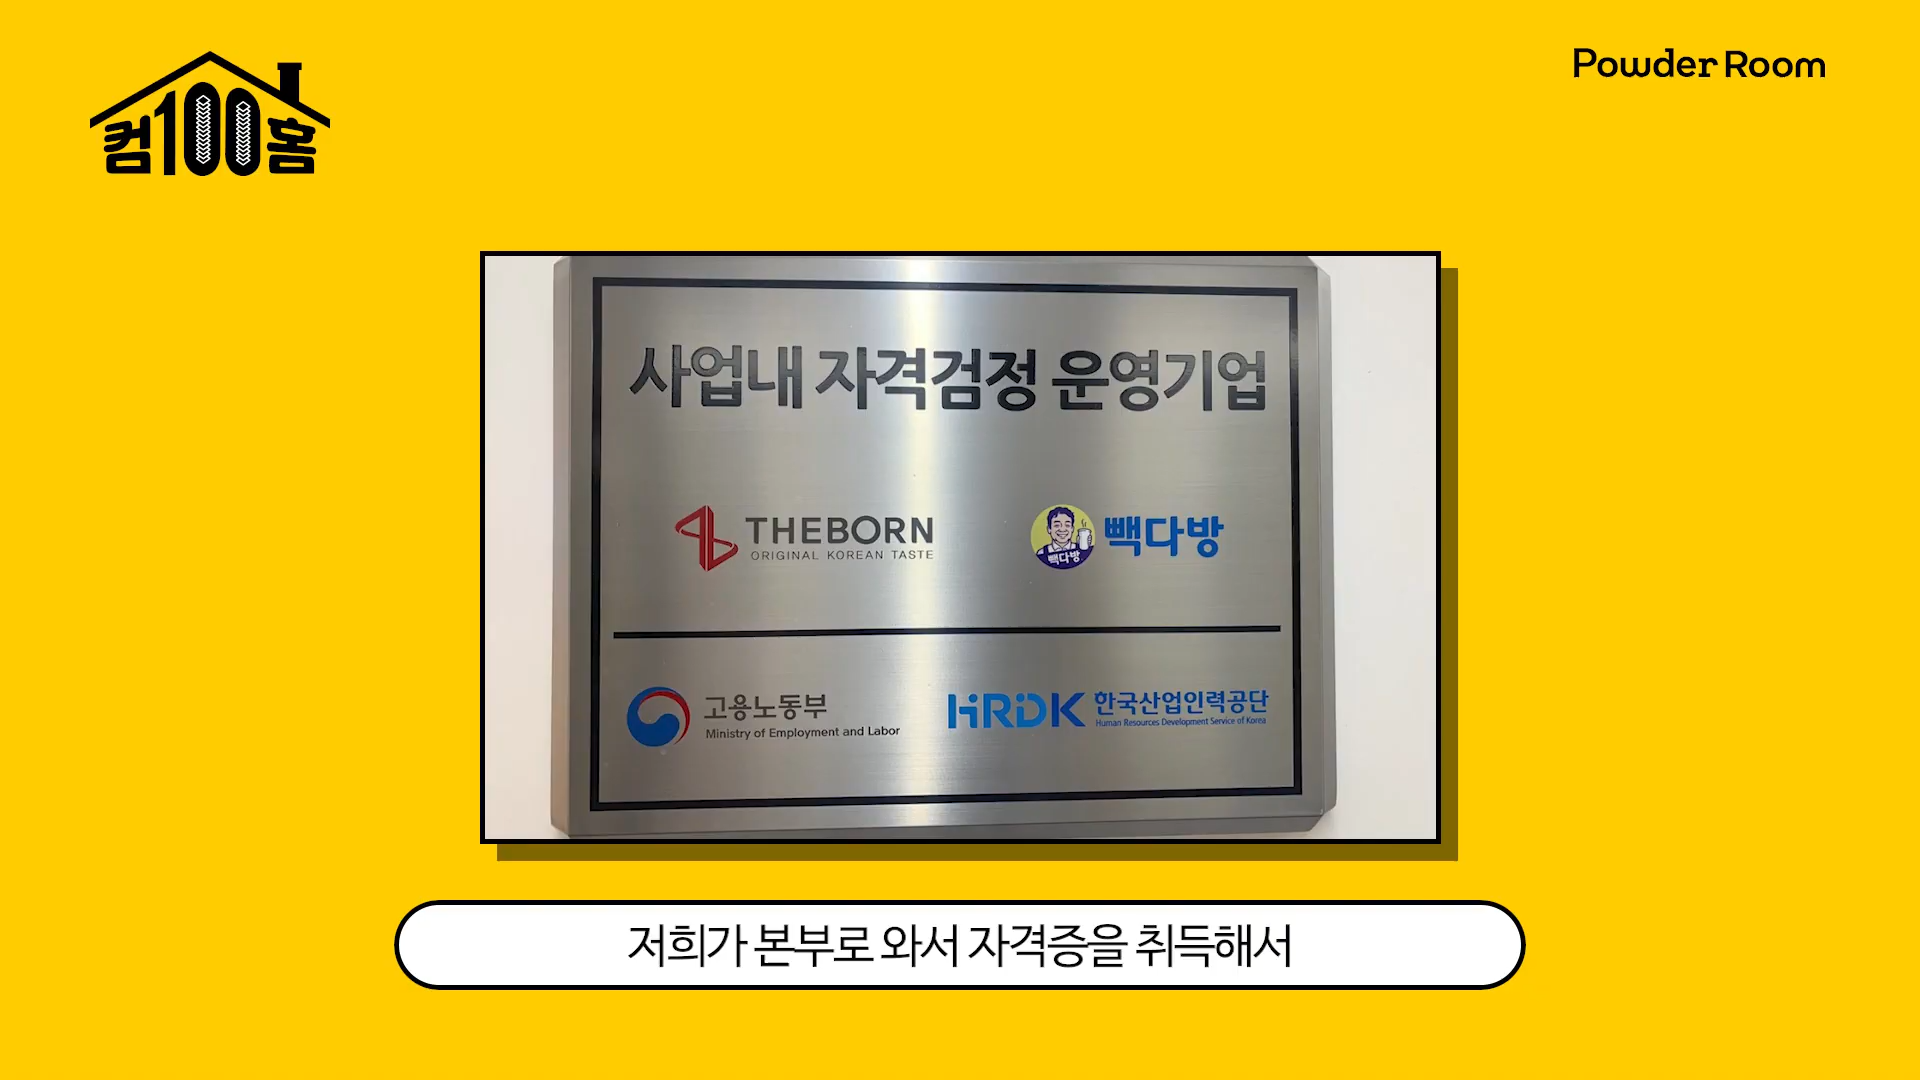 컴100홈
Powder Room
사업내 자격검정 운영기업
THEBORN
ORIGINAL KOREAN TASTE
빽다방
빽다방
고용노동부
Ministry of Employment and Labor
HRDK 한국산업인력공단
Human Resources Development Service of Korea
저희가 본부로 와서 자격증을 취득해서